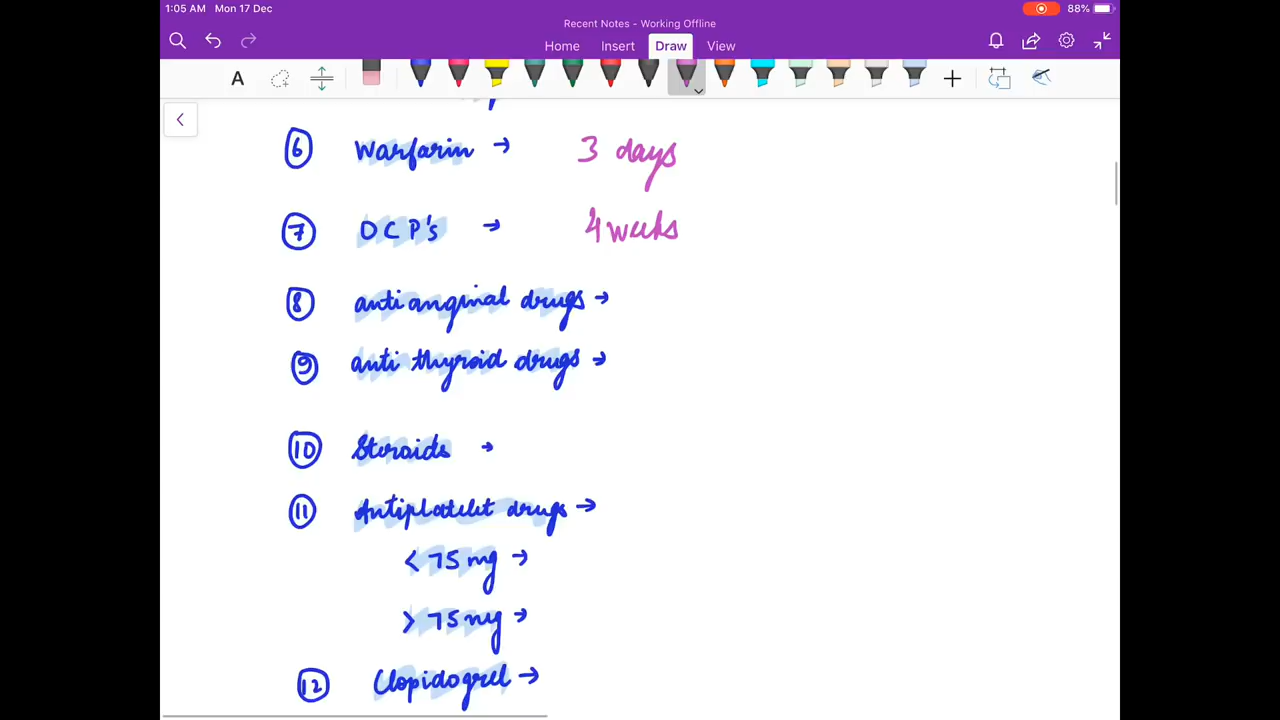 1:05 AM Mon 17 Dec
88%
Recent Notes - Working Offline
Home Insert Draw View
A
6 Warfarin → 3 days
7 OCP's → 4 weeks
8 antianginal drugs →
9 anti thyroid drugs →
10 Steroids →
11 Antiplatelet drugs →
< 75 mg →
> 75 mg →
12 Clopidogrel →